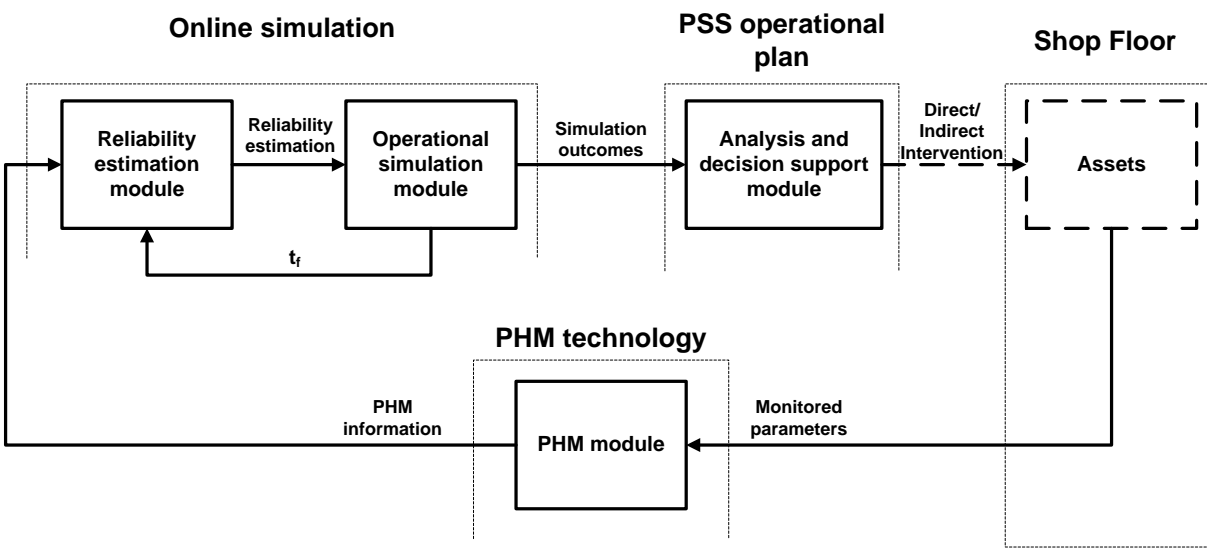 Online simulation
PSS operational
plan
Shop Floor
Reliability
estimation
module
Reliability
estimation
Operational
simulation
module
Simulation
outcomes
Analysis and
decision support
module
Direct/
Indirect
Intervention
Assets
tf
PHM technology
PHM
information
PHM module
Monitored
parameters